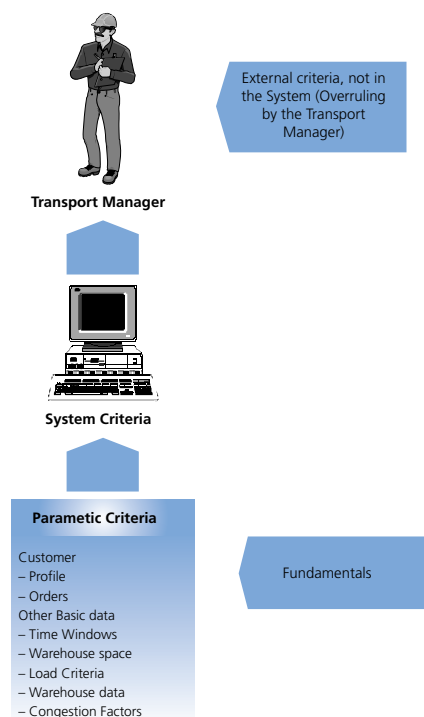 External criteria, not in
the System (Overruling
by the Transport
Manager)
Transport Manager
System Criteria
Parametic Criteria
Customer
– Profile
– Orders
Other Basic data
– Time Windows
– Warehouse space
– Load Criteria
– Warehouse data
– Congestion Factors
Fundamentals